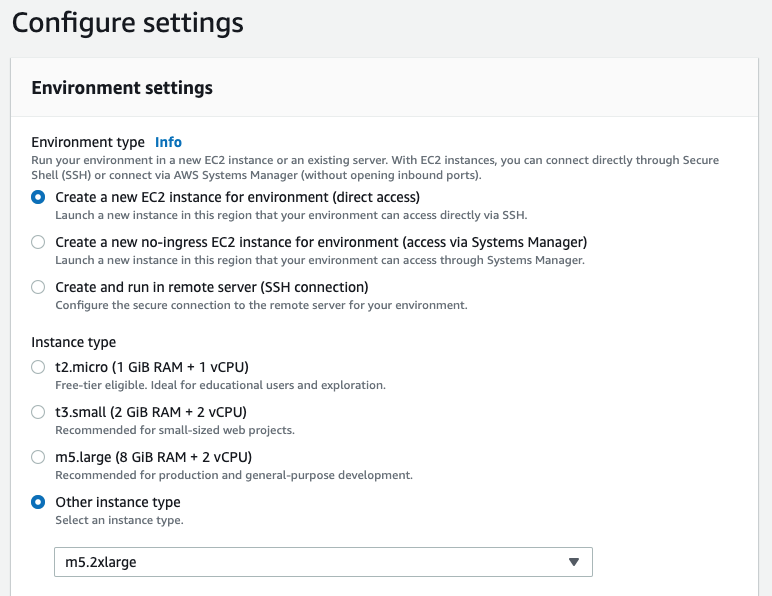 Configure settings
Environment settings
Environment type Info
Run your environment in a new EC2 instance or an existing server. With EC2 instances, you can connect directly through Secure
Shell (SSH) or connect via AWS Systems Manager (without opening inbound ports).
Create a new EC2 instance for environment (direct access)
Launch a new instance in this region that your environment can access directly via SSH.
Create a new no-ingress EC2 instance for environment (access via Systems Manager)
Launch a new instance in this region that your environment can access through Systems Manager.
Create and run in remote server (SSH connection)
Configure the secure connection to the remote server for your environment.
Instance type
t2.micro (1 GiB RAM + 1 vCPU)
Free-tier eligible. Ideal for educational users and exploration.
t3.small (2 GiB RAM + 2 vCPU)
Recommended for small-sized web projects.
m5.large (8 GiB RAM + 2 vCPU)
Recommended for production and general-purpose development.
Other instance type
Select an instance type.
m5.2xlarge